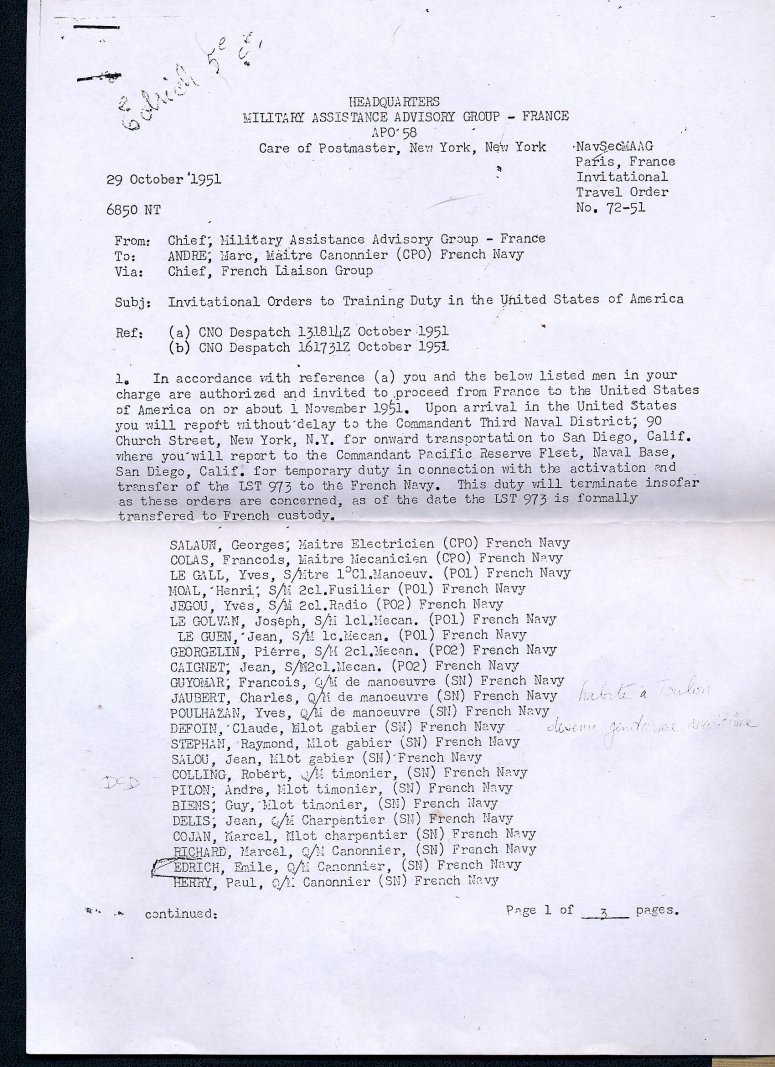 Edrich 5e
HEADQUARTERS
MILITARY ASSISTANCE ADVISORY GROUP - FRANCE
APO 58
Care of Postmaster, New York, New York
NavSecMAAG
Paris, France
Invitational
Travel Order
No. 72-51
29 October 1951
6850 NT
From: Chief, Military Assistance Advisory Group - France
To: ANDRE, Marc, Maitre Canonnier (CPO) French Navy
Via: Chief, French Liaison Group
Subj: Invitational Orders to Training Duty in the United States of America
Ref: (a) CNO Despatch 131814Z October 1951
(b) CNO Despatch 161731Z October 1951
1. In accordance with reference (a) you and the below listed men in your
charge are authorized and invited to proceed from France to the United States
of America on or about 1 November 1951. Upon arrival in the United States
you will report without delay to the Commandant Third Naval District, 90
Church Street, New York, N.Y. for onward transportation to San Diego, Calif.
where you will report to the Commandant Pacific Reserve Fleet, Naval Base,
San Diego, Calif. for temporary duty in connection with the activation and
transfer of the LST 973 to the French Navy. This duty will terminate insofar
as these orders are concerned, as of the date the LST 973 is formally
transfered to French custody.
SALAUN, Georges, Maitre Electricien (CPO) French Navy
COLAS, Francois, Maitre Mecanicien (CPO) French Navy
LE GALL, Yves, S/Mtre 1°Cl.Manoeuv. (PO1) French Navy
MOAL, Henri, S/M 2cl.Fusilier (PO1) French Navy
JEGOU, Yves, S/M 2cl.Radio (PO2) French Navy
LE GOLVAN, Joseph, S/M 1cl.Mecan. (PO1) French Navy
LE GUEN, Jean, S/M 1c.Mecan. (PO1) French Navy
GEORGELIN, Pierre, S/M 2cl.Mecan. (PO2) French Navy
CAIGNET, Jean, S/M2cl.Mecan. (PO2) French Navy
GUYOMAR, Francois, Q/M de manoeuvre (SN) French Navy
JAUBERT, Charles, Q/M de manoeuvre (SN) French Navy habite à Toulon
POULHAZAN, Yves, Q/M de manoeuvre (SN) French Navy
DEFOIN, Claude, Mlot gabier (SN) French Navy devenu gendarme maritime
STEPHAN, Raymond, Mlot gabier (SN) French Navy
SALOU, Jean, Mlot gabier (SN) French Navy
DCD COLLING, Robert, Q/M timonier, (SN) French Navy
PILON, Andre, Mlot timonier, (SN) French Navy
BIENS, Guy, Mlot timonier, (SN) French Navy
DELIS, Jean, Q/M Charpentier (SN) French Navy
COJAN, Marcel, Mlot charpentier (SN) French Navy
RICHARD, Marcel, Q/M Canonnier, (SN) French Navy
EDRICH, Emile, Q/M Canonnier, (SN) French Navy
HERRY, Paul, Q/M Canonnier (SN) French Navy
continued: Page 1 of 3 pages.